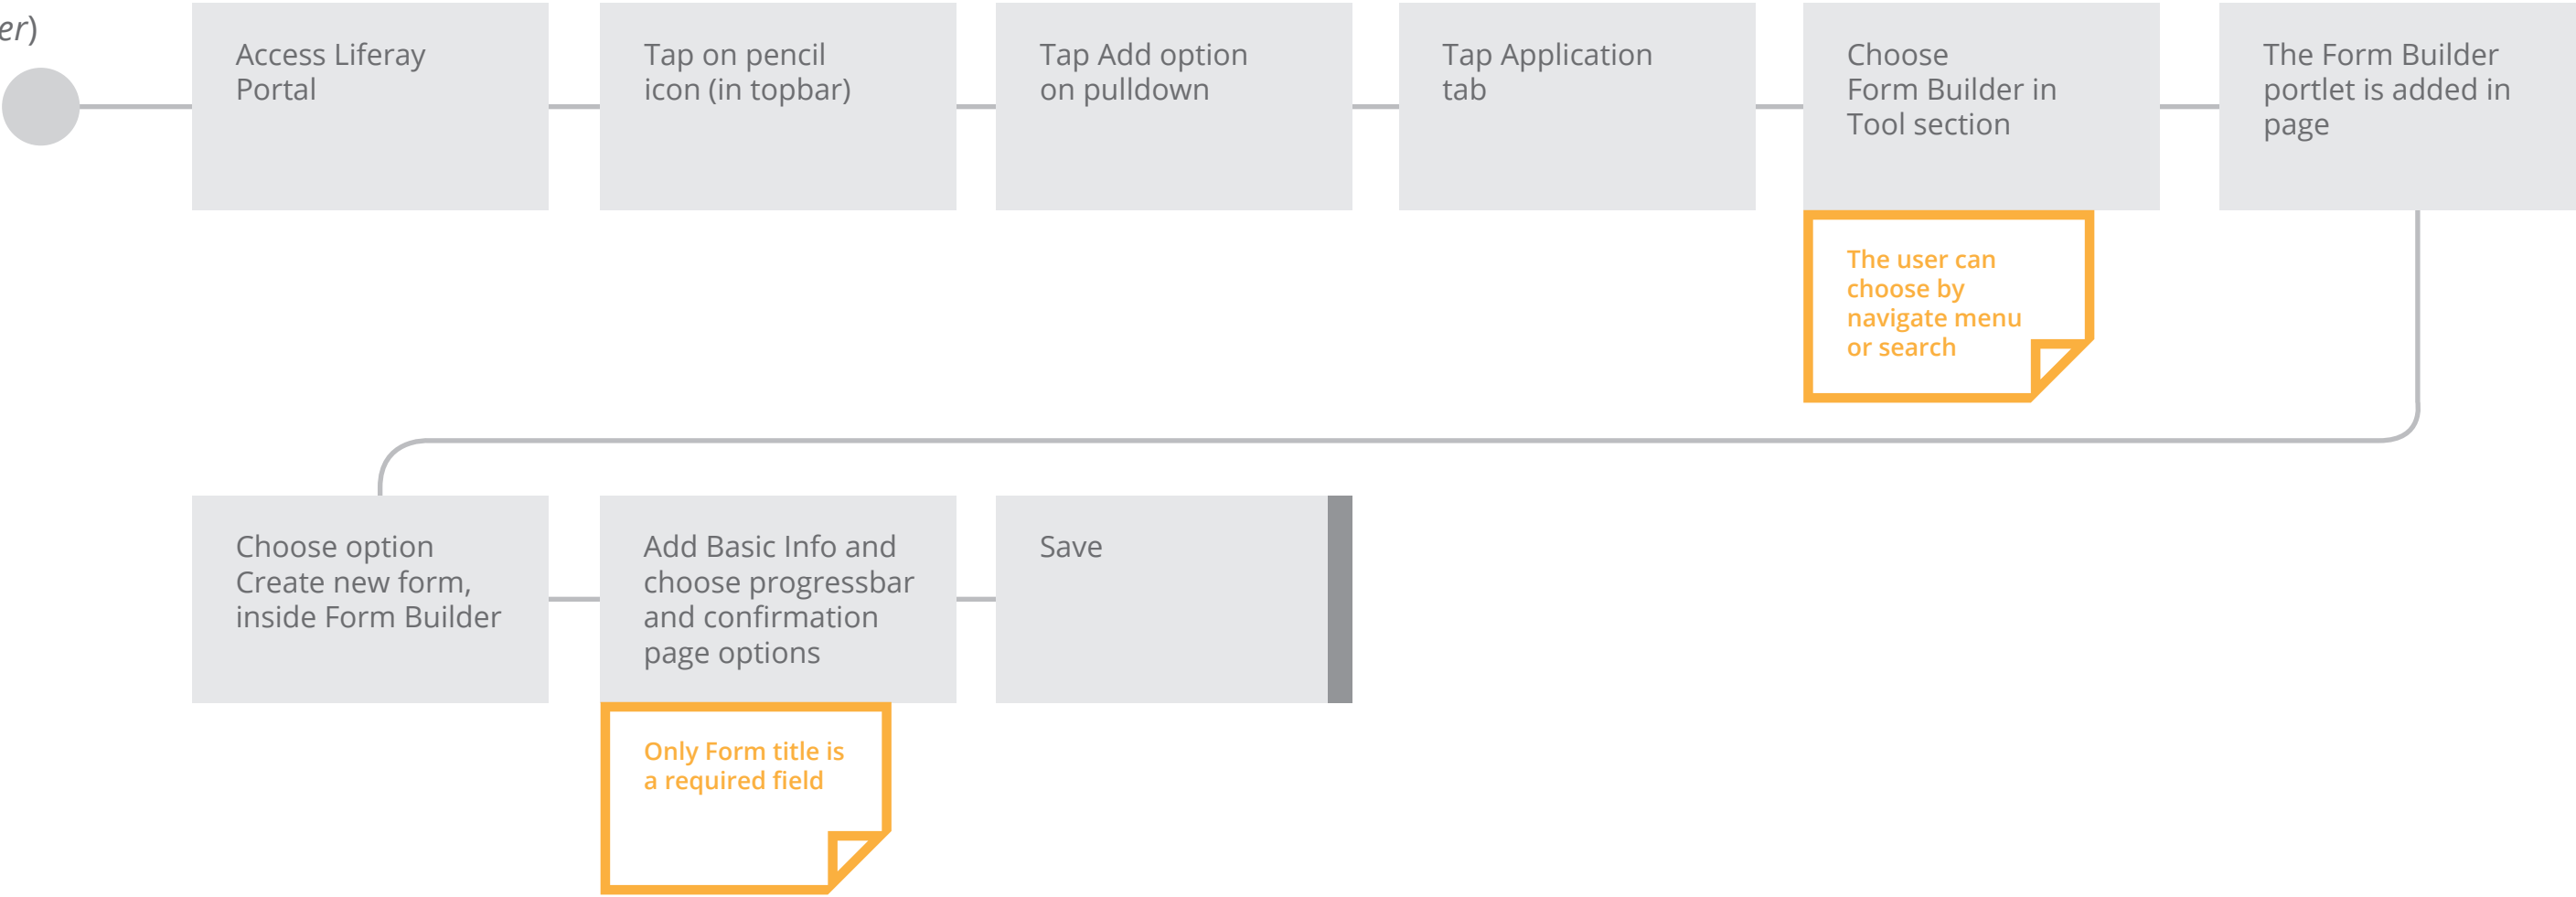 er)
Access Liferay
Portal
Tap on pencil
icon (in topbar)
Tap Add option
on pulldown
Tap Application
tab
Choose
Form Builder in
Tool section
The Form Builder
portlet is added in
page
The user can
choose by
navigate menu
or search
Choose option
Create new form,
inside Form Builder
Add Basic Info and
choose progressbar
and confirmation
page options
Save
Only Form title is
a required field